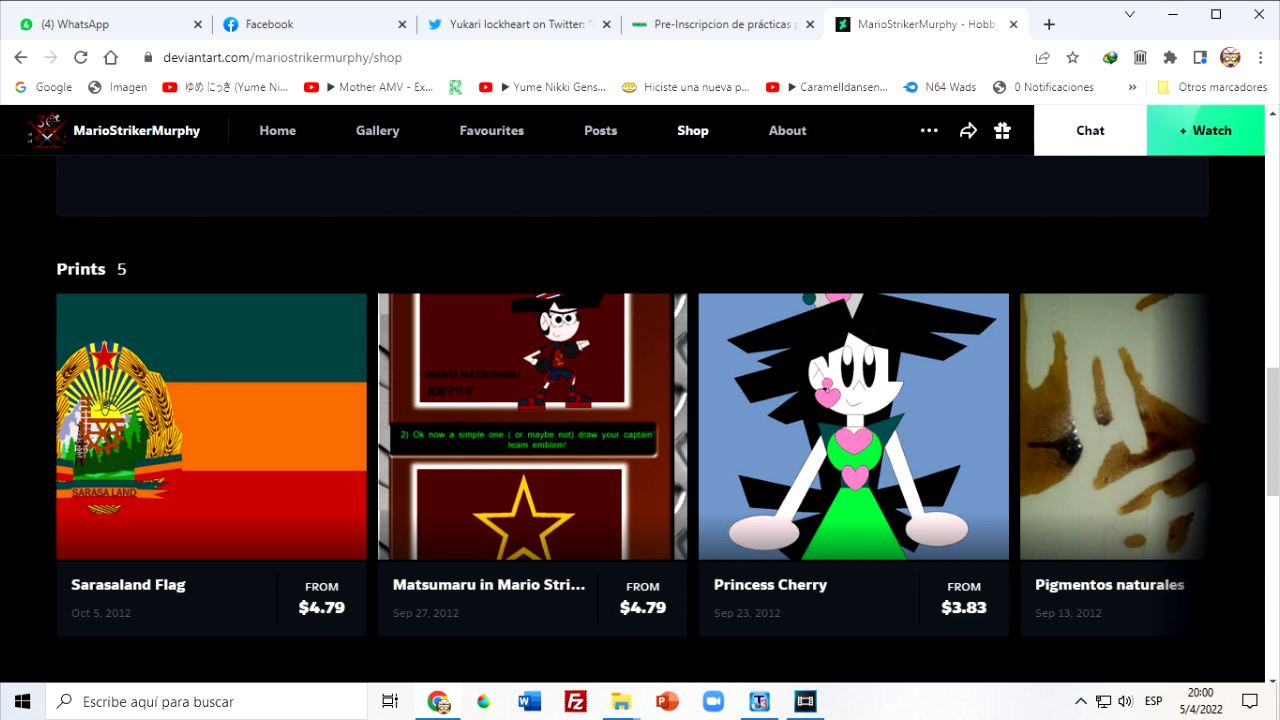 (4) WhatsApp
Facebook
Yukari lockheart on Twitter: "
Pre-Inscripcion de prácticas p
MarioStrikerMurphy - Hobb
deviantart.com/mariostrikermurphy/shop
Google
Imagen
ゆめにっき (Yume Ni...
▶ Mother AMV - Ex...
▶ Yume Nikki Gens...
Hiciste una nueva p...
▶ Caramelldansen...
N64 Wads
0 Notificaciones
»
Otros marcadores
MarioStrikerMurphy
Home
Gallery
Favourites
Posts
Shop
About
Chat
+ Watch
Prints 5
SARASA LAND
MARIO MATSUMARU
2) Ok now a simple one ( or maybe not) draw your captain'
team emblem!
Sarasaland Flag
FROM
Oct 5, 2012
$4.79
Matsumaru in Mario Stri...
FROM
Sep 27, 2012
$4.79
Princess Cherry
FROM
Sep 23, 2012
$3.83
Pigmentos naturales
Sep 13, 2012
Escribe aquí para buscar
ESP
20:00
5/4/2022